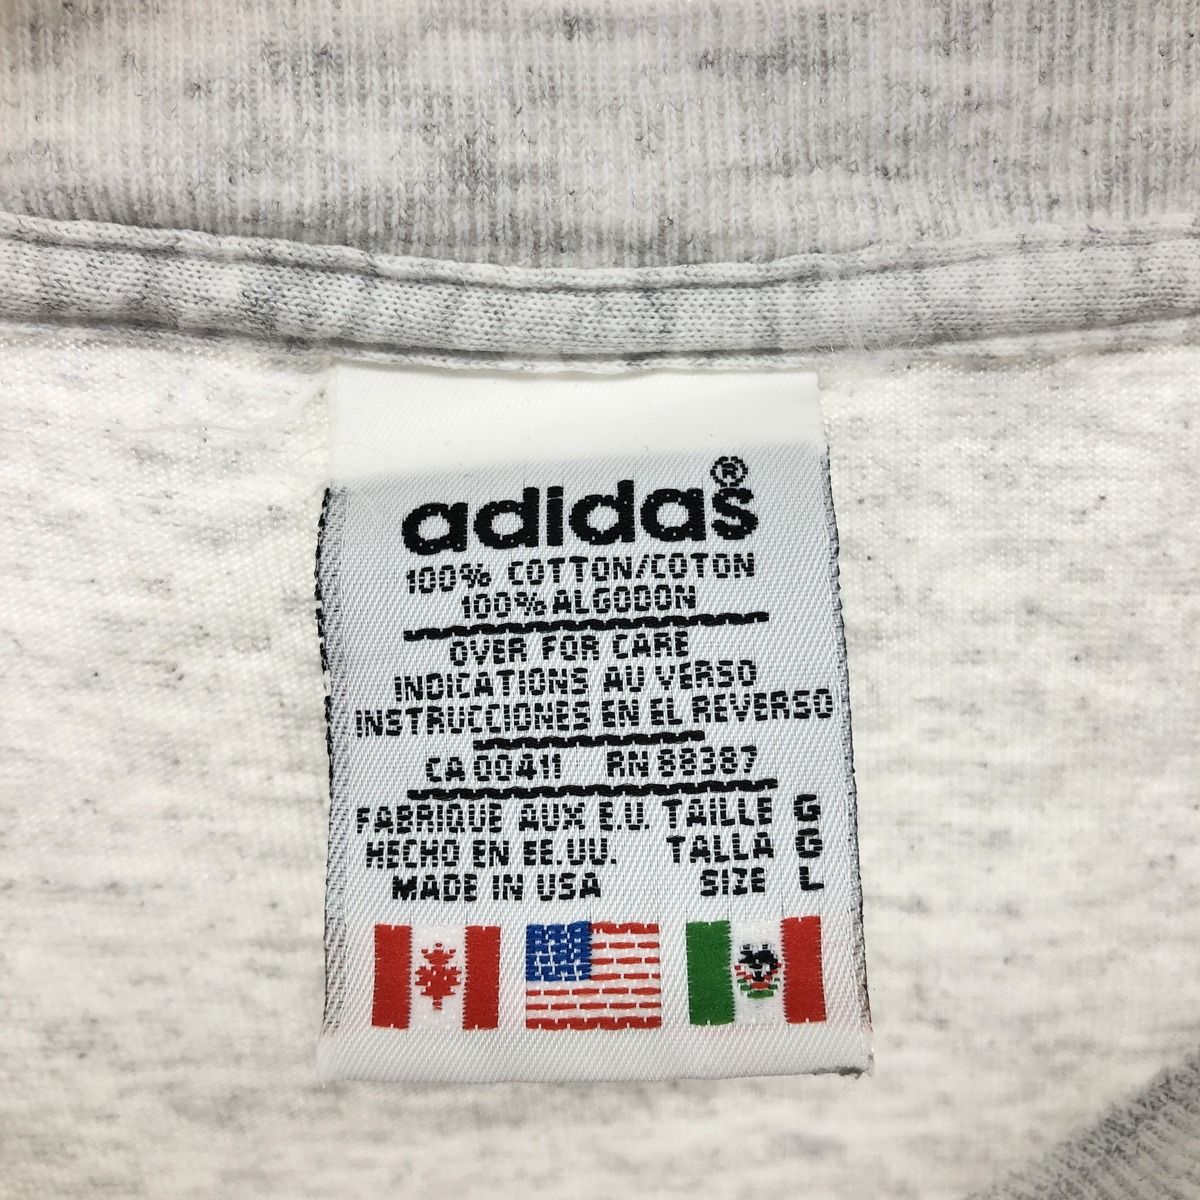 adidas®
100% COTTON/COTON
100% ALGODON
OVER FOR CARE
INDICATIONS AU VERSO
INSTRUCCIONES EN EL REVERSO
CA 00411 RN 88387
FABRIQUE AUX E.U. TAILLE G
HECHO EN EE.UU. TALLA G
MADE IN USA SIZE L